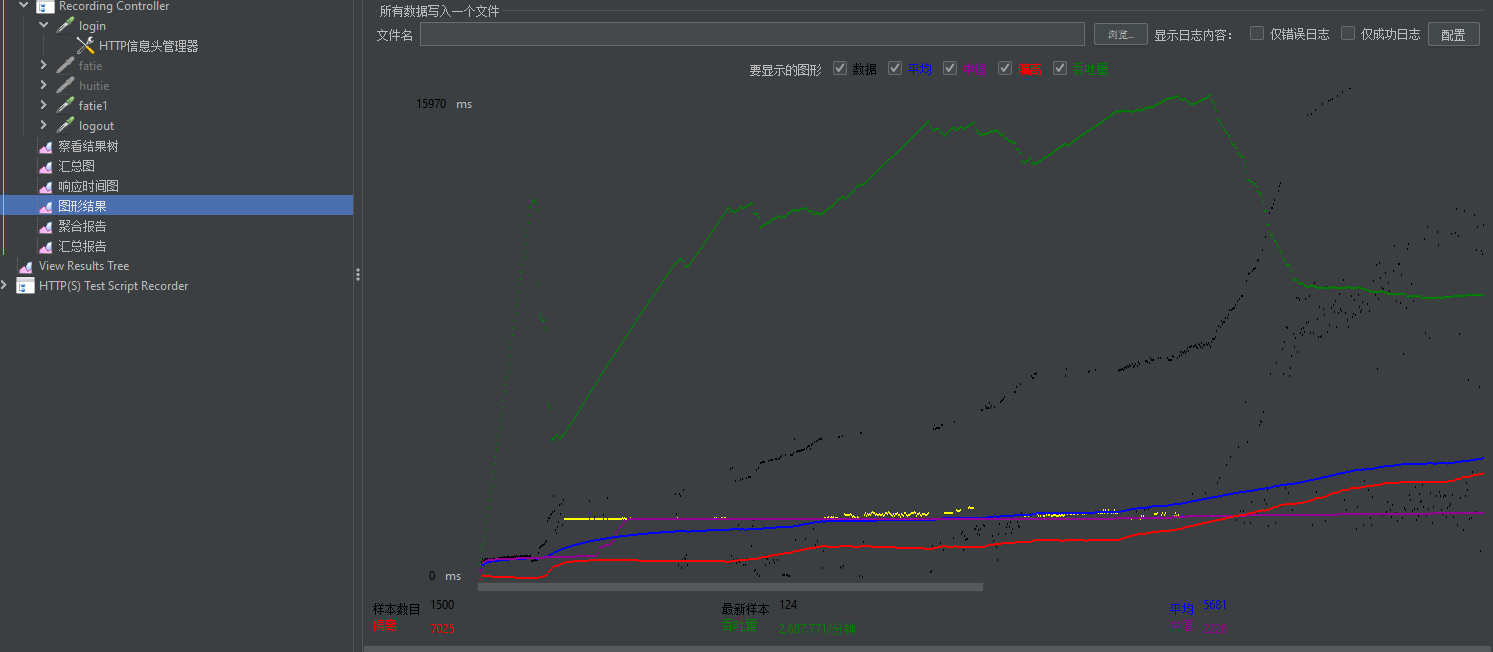 Recording Controller
login
HTTP信息头管理器
fatie
huitie
fatie1
logout
察看结果树
汇总图
响应时间图
图形结果
聚合报告
汇总报告
View Results Tree
HTTP(S) Test Script Recorder
所有数据写入一个文件
文件名 浏览... 显示日志内容: 仅错误日志 仅成功日志 配置
要显示的图形 数据 平均 中值 偏离 吞吐量
15970 ms
0 ms
样本数目 1500 最新样本 124 平均 5681
偏离 7025 吞吐量 2,687.771/分钟 中值 2220